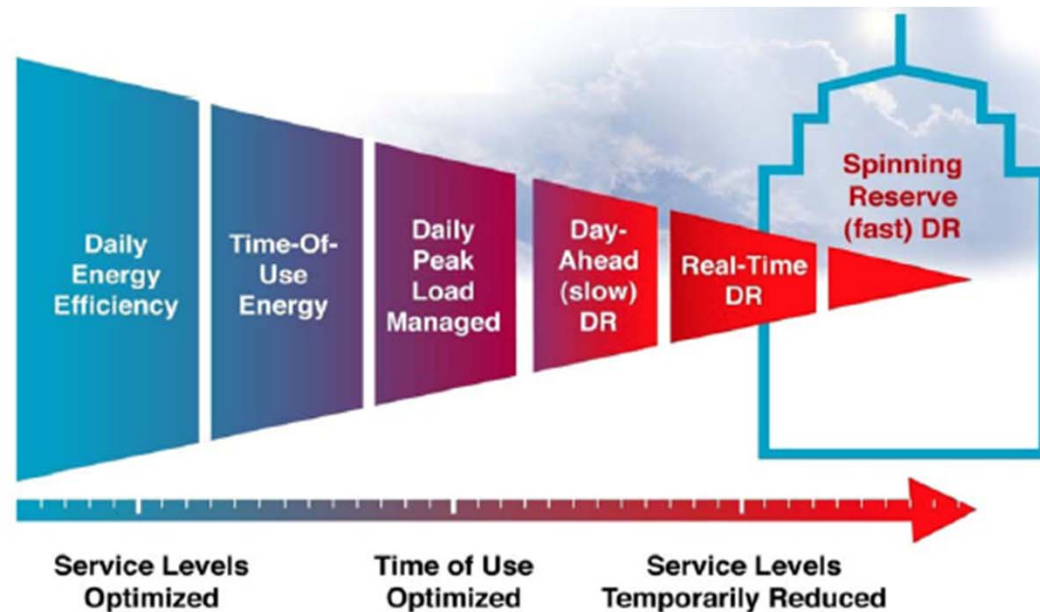 Daily
Energy
Efficiency
Time-Of-
Use
Energy
Daily
Peak
Load
Managed
Day-
Ahead
(slow)
DR
Real-Time
DR
Spinning
Reserve
(fast) DR
Service Levels
Optimized
Time of Use
Optimized
Service Levels
Temporarily Reduced